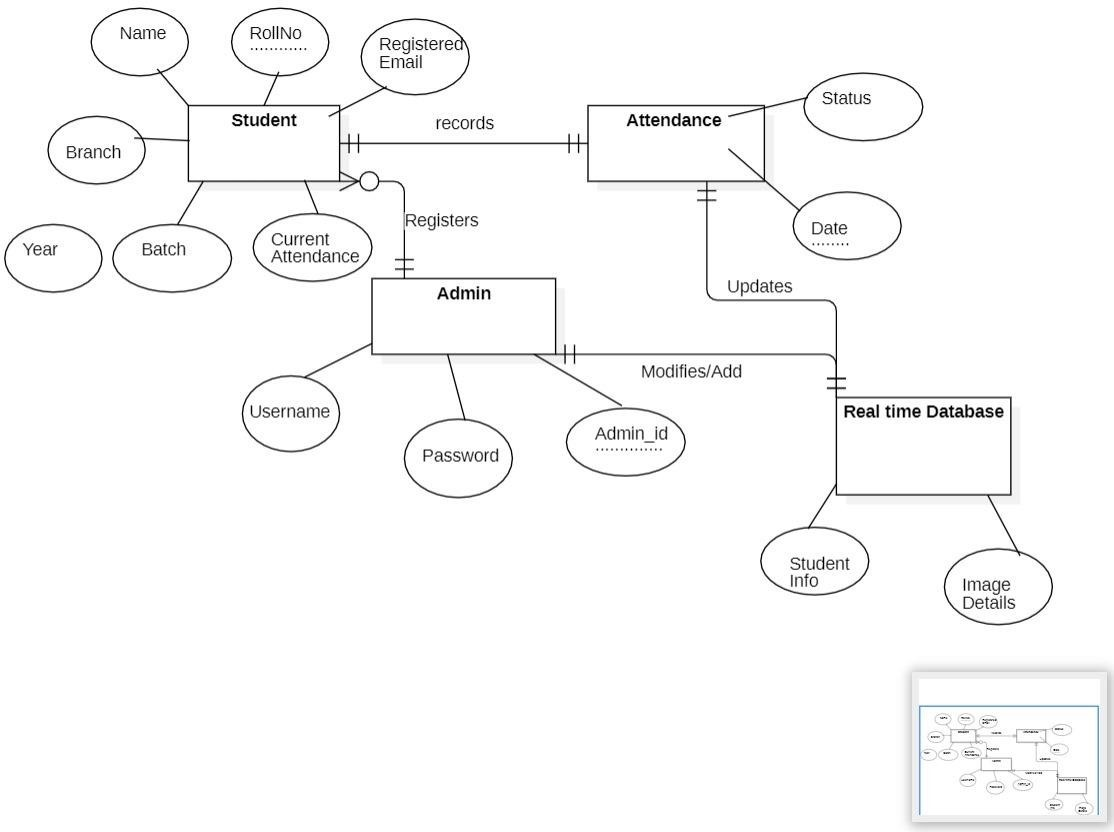 Name
RollNo
Registered
Email
Student
records
Attendance
Status
Branch
Date
Registers
Year
Batch
Current
Attendance
Updates
Admin
Modifies/Add
Username
Real time Database
Password
Admin_id
Student
Info
Image
Details